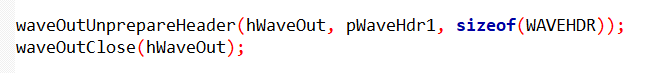 waveOutUnprepareHeader(hWaveOut, pWaveHdr1, sizeof(WAVEHDR));
waveOutClose(hWaveOut);